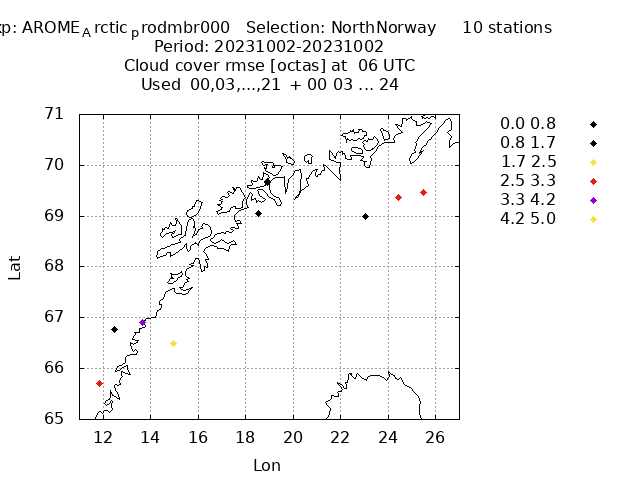 xp: AROME_Arctic_prodmbr000 Selection: NorthNorway 10 stations
Period: 20231002-20231002
Cloud cover rmse [octas] at 06 UTC
Used 00,03,...,21 + 00 03 ... 24
71
70
69
68
67
66
65
12 14 16 18 20 22 24 26
Lat
Lon
0.0 0.8
0.8 1.7
1.7 2.5
2.5 3.3
3.3 4.2
4.2 5.0